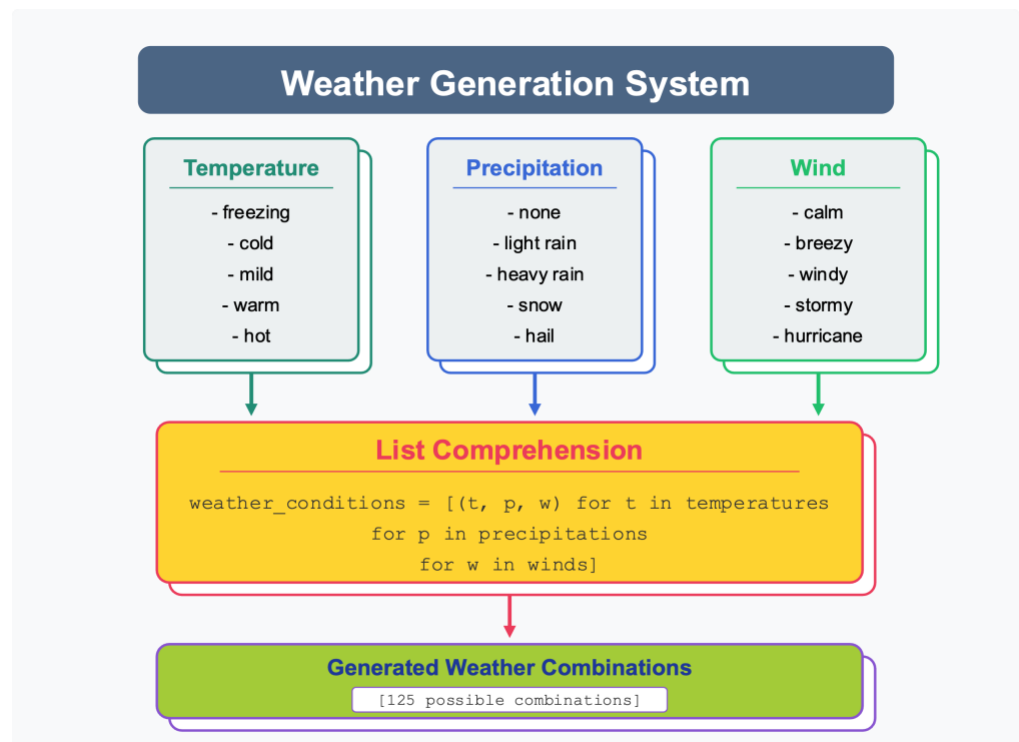 Weather Generation System
Temperature
- freezing
- cold
- mild
- warm
- hot
Precipitation
- none
- light rain
- heavy rain
- snow
- hail
Wind
- calm
- breezy
- windy
- stormy
- hurricane
List Comprehension
weather_conditions = [(t, p, w) for t in temperatures
for p in precipitations
for w in winds]
Generated Weather Combinations
[125 possible combinations]